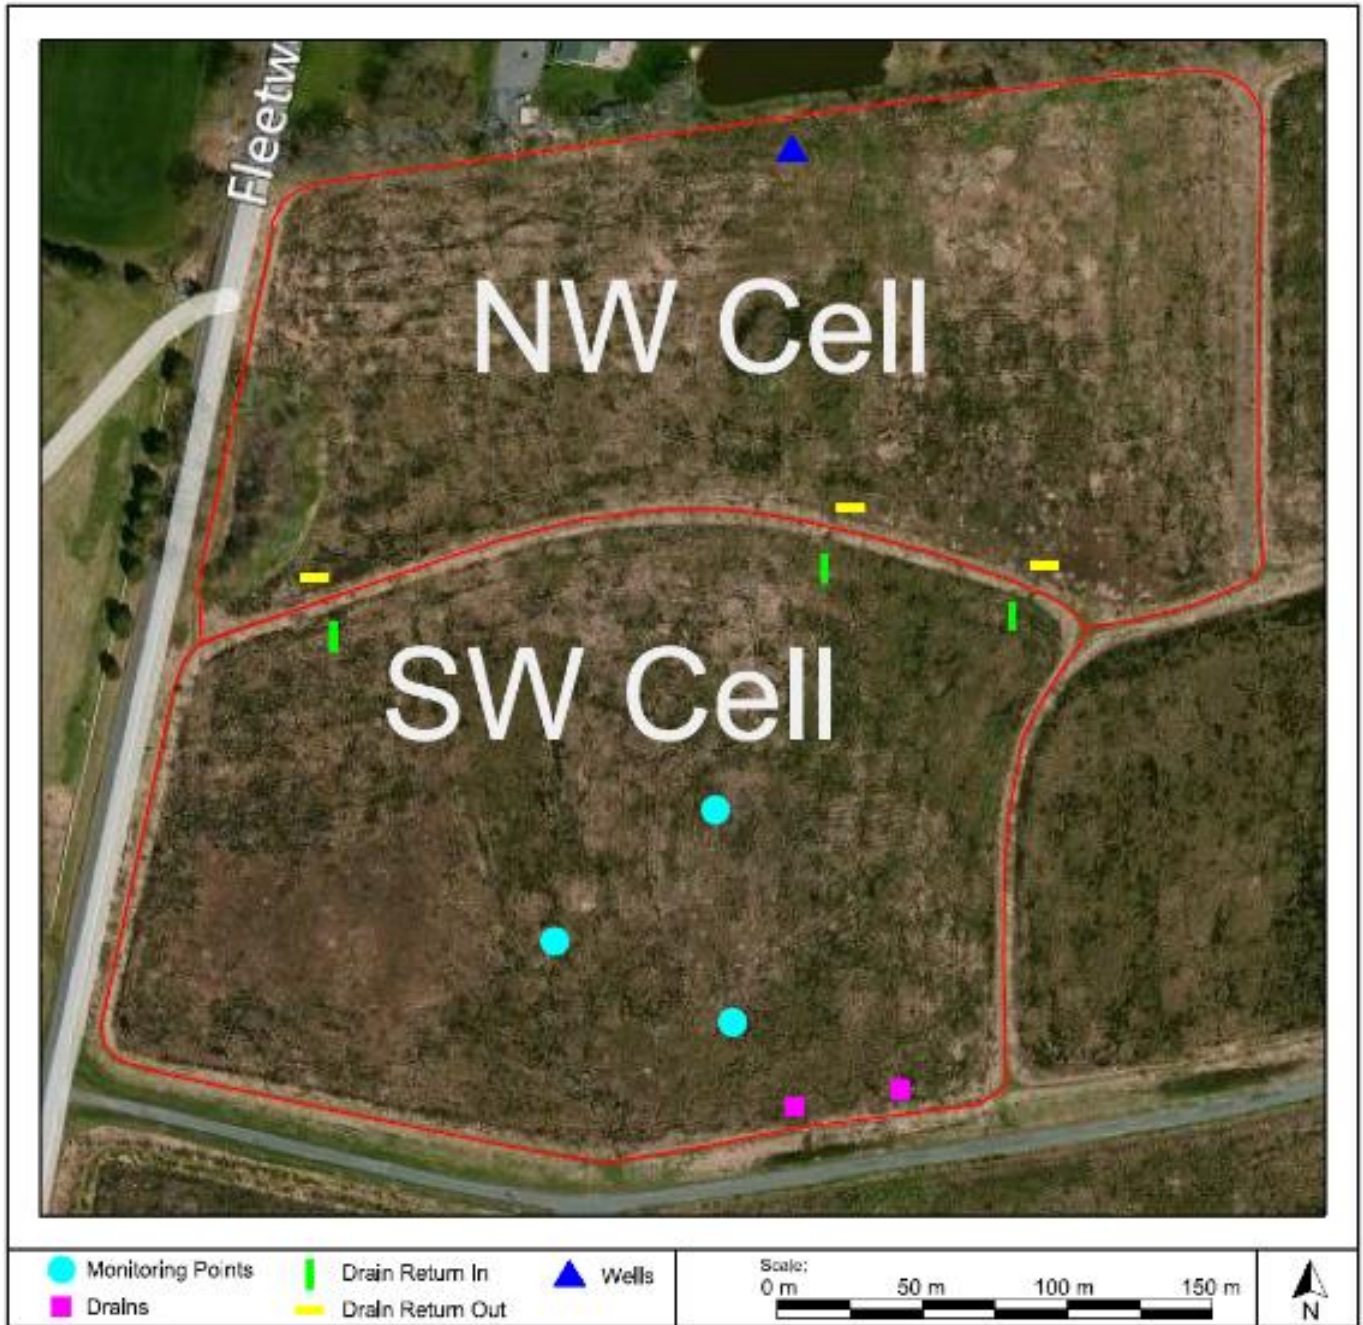 Fleetw
NW Cell
SW Cell
Monitoring Points
Drain Return In
Wells
Drains
Drain Return Out
Scale:
0 m 50 m 100 m 150 m
N